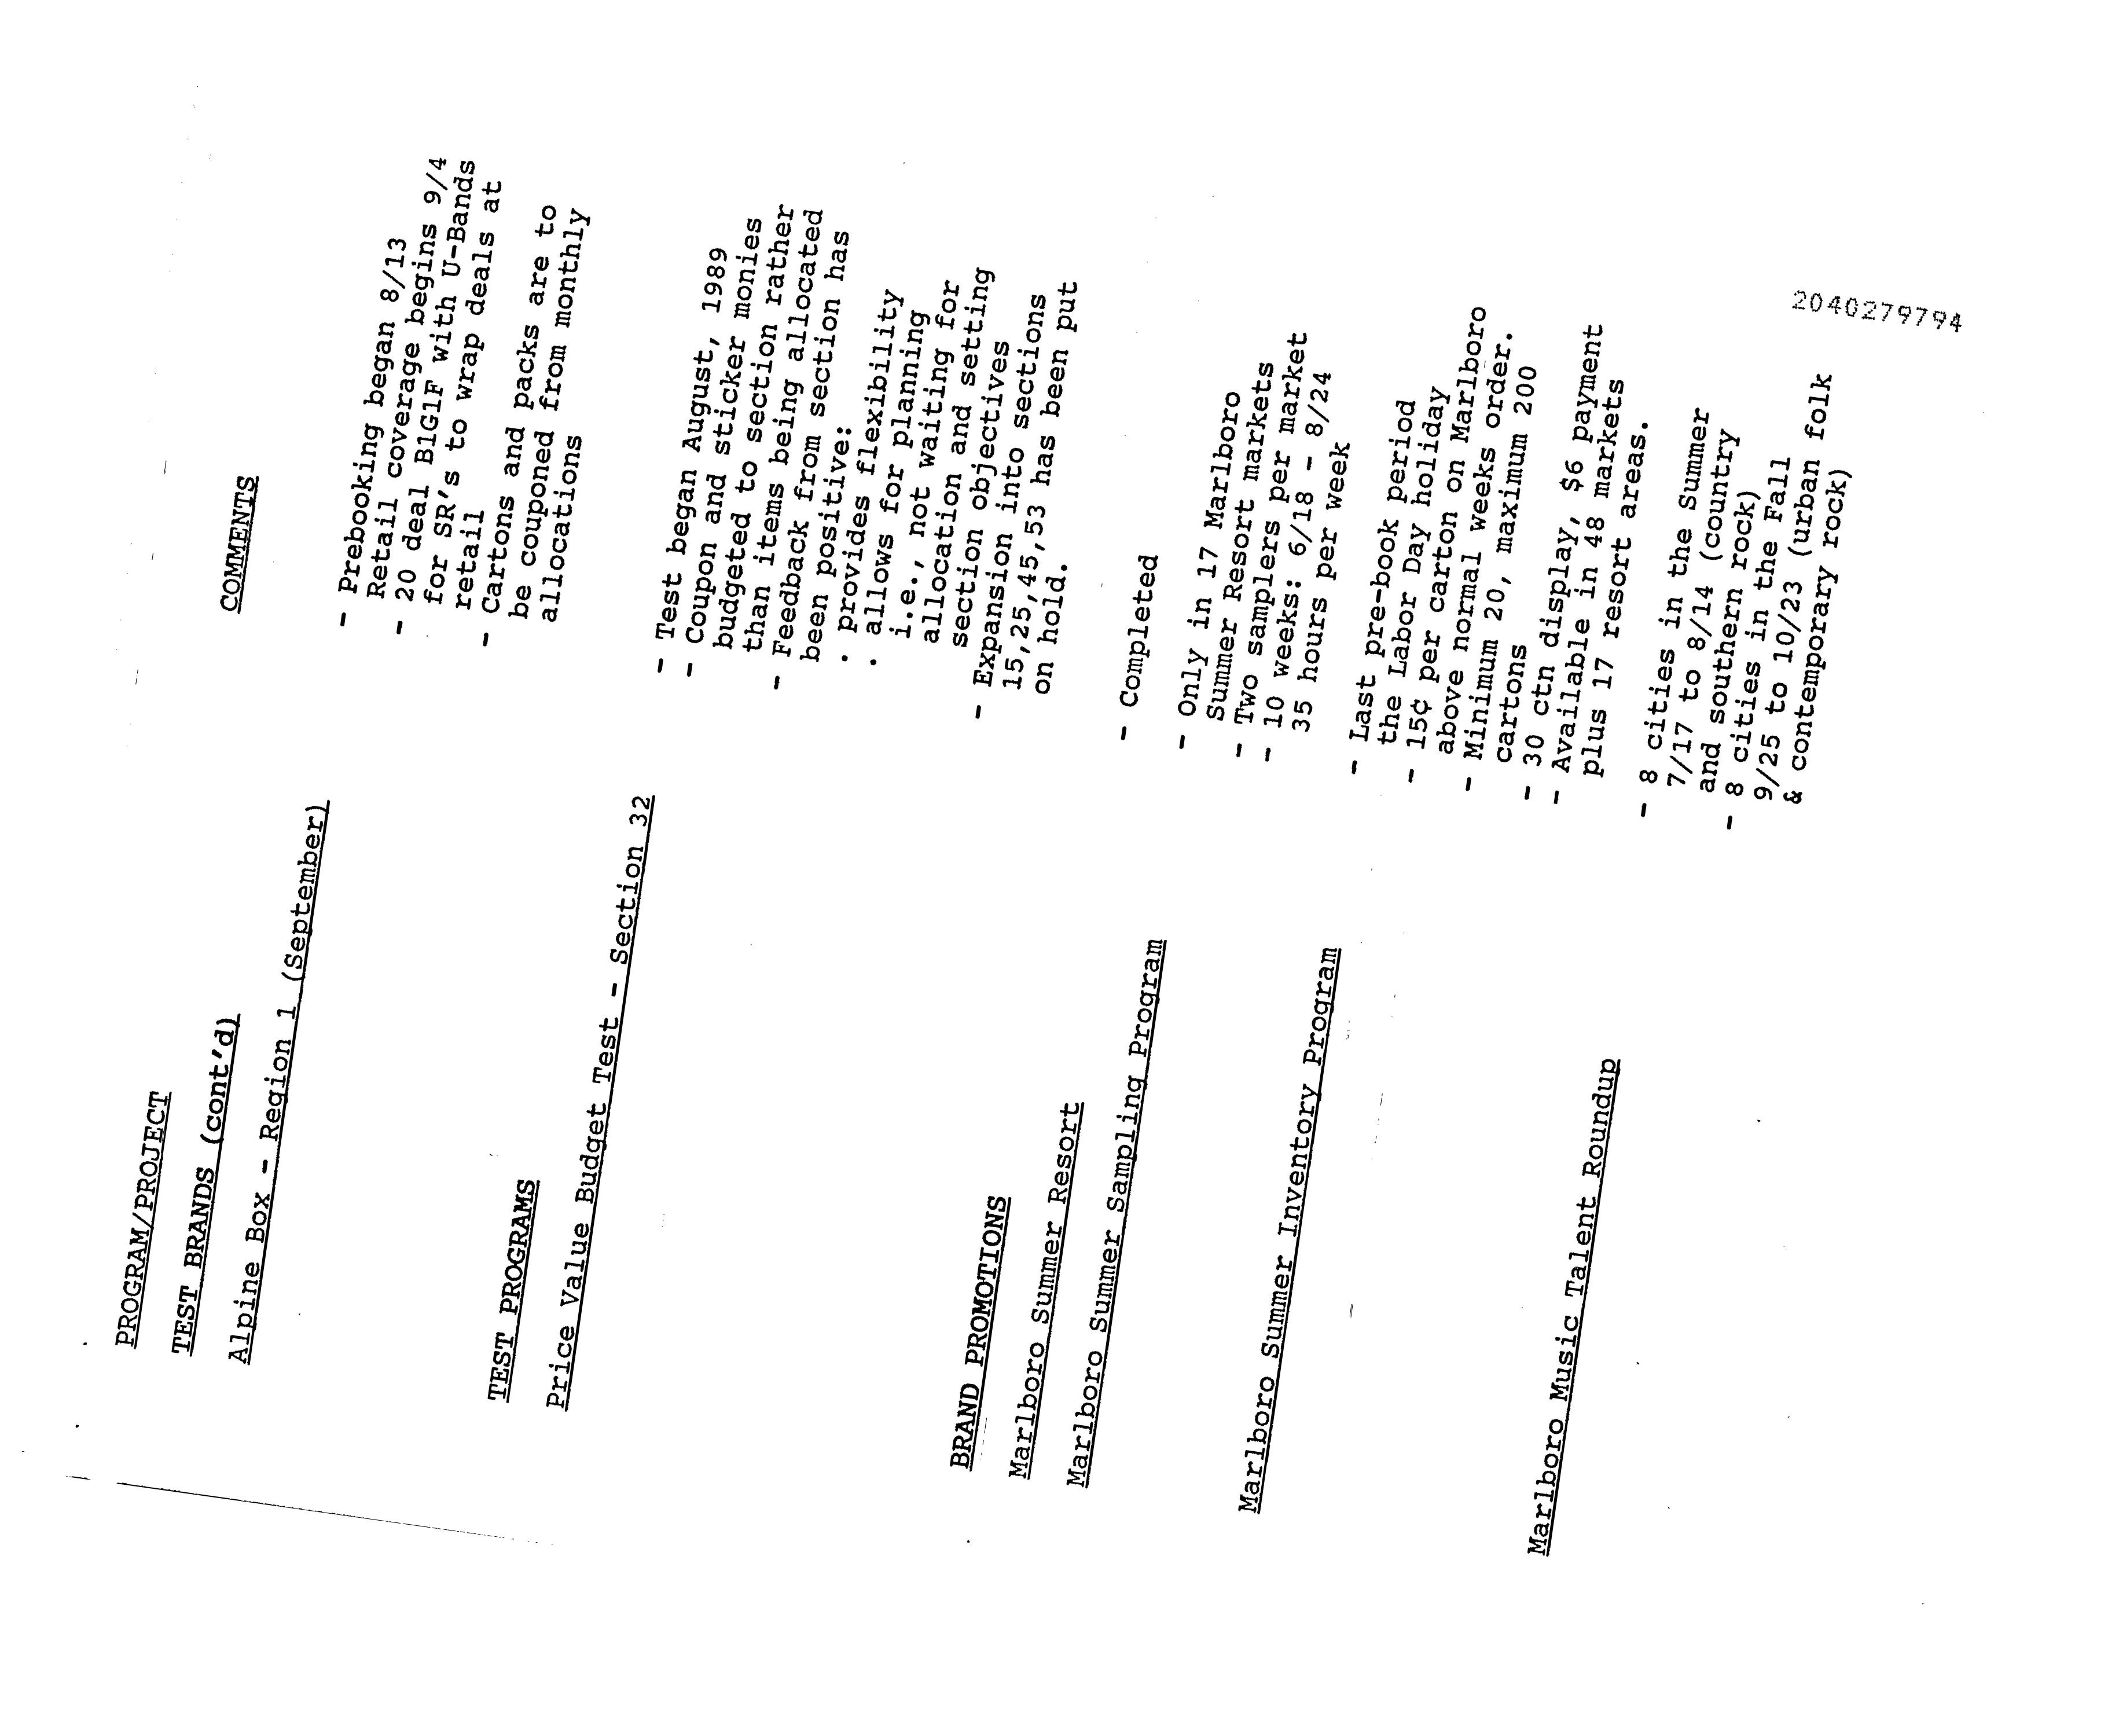 PROGRAM/PROJECT
COMMENTS
TEST BRANDS (cont'd)
Alpine Box - Region 1 (September)
- Prebooking began 8/13
Retail coverage begins 9/4
- 20 deal B1G1F with U-Bands
for SR's to wrap deals at
retail
- Cartons and packs are to
be couponed from monthly
allocations
TEST PROGRAMS
Price Value Budget Test - Section 32
- Test began August, 1989
- Coupon and sticker monies
budgeted to section rather
than items being allocated
- Feedback from section has
been positive:
. provides flexibility
. allows for planning
i.e., not waiting for
allocation and setting
section objectives
- Expansion into sections
15,25,45,53 has been put
on hold.
BRAND PROMOTIONS
Marlboro Summer Resort
- Completed
Marlboro Summer Sampling Program
- Only in 17 Marlboro
Summer Resort markets
- Two samplers per market
- 10 weeks: 6/18 - 8/24
35 hours per week
Marlboro Summer Inventory Program
- Last pre-book period
the Labor Day holiday
- 15¢ per carton on Marlboro
above normal weeks order.
- Minimum 20, maximum 200
cartons
- 30 ctn display, $6 payment
- Available in 48 markets
plus 17 resort areas.
Marlboro Music Talent Roundup
- 8 cities in the Summer
7/17 to 8/14 (country
and southern rock)
- 8 cities in the Fall
9/25 to 10/23 (urban folk
& contemporary rock)
2040279794